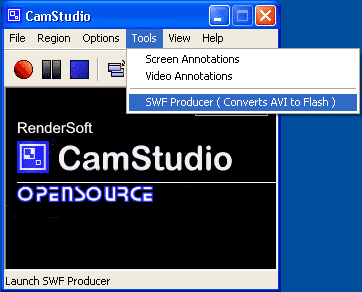 CamStudio
File Region Options Tools View Help
Screen Annotations
Video Annotations
SWF Producer ( Converts AVI to Flash )
RenderSoft
CamStudio
OPENSOURCE
Launch SWF Producer